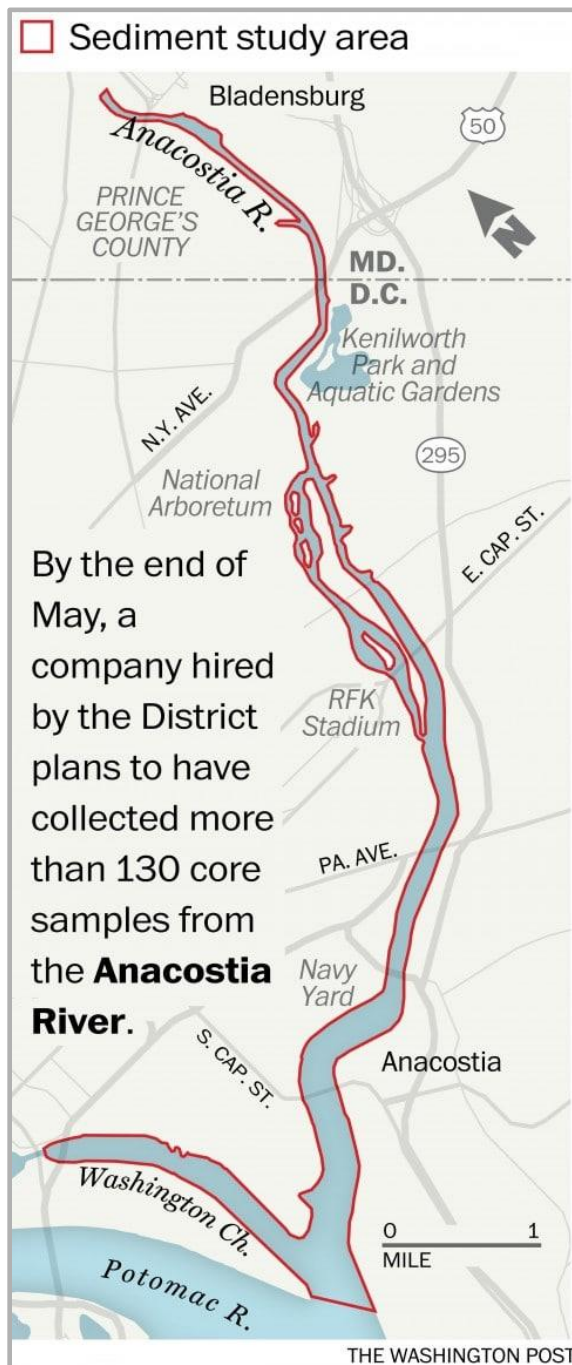 Sediment study area
Bladensburg
50
Anacostia R.
PRINCE
GEORGE'S
COUNTY
N
MD.
D.C.
Kenilworth
Park and
Aquatic Gardens
N.Y. AVE.
295
National
Arboretum
E. CAP. ST.
By the end of
May, a
company hired
by the District
plans to have
collected more
than 130 core
samples from
the Anacostia
River.
RFK
Stadium
PA. AVE.
Navy
Yard
S. CAP. ST.
Anacostia
Washington Ch.
0 1
MILE
Potomac R.
THE WASHINGTON POST